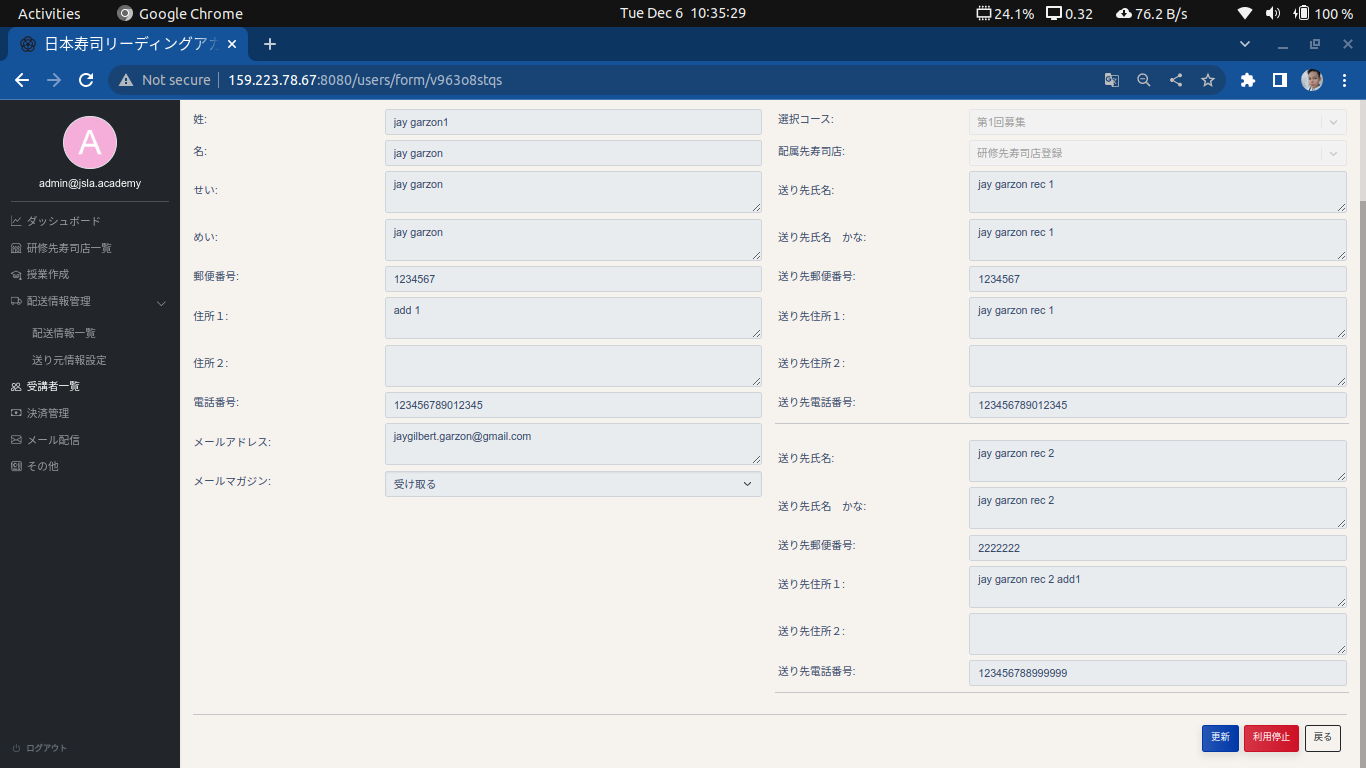 Activities
Google Chrome
Tue Dec 6 10:35:29
24.1%
0.32
76.2 B/s
100 %
日本寿司リーディングアカ
Not secure
159.223.78.67:8080/users/form/v963o8stqs
A
admin@jsla.academy
ダッシュボード
研修先寿司店一覧
授業作成
配送情報管理
配送情報一覧
送り元情報設定
受講者一覧
決済管理
メール配信
その他
ログアウト
姓:
jay garzon1
名:
jay garzon
せい:
jay garzon
めい:
jay garzon
郵便番号:
1234567
住所１:
add 1
住所２:
電話番号:
123456789012345
メールアドレス:
jaygilbert.garzon@gmail.com
メールマガジン:
受け取る
選択コース:
第1回募集
配属先寿司店:
研修先寿司店登録
送り先氏名:
jay garzon rec 1
送り先氏名　かな:
jay garzon rec 1
送り先郵便番号:
1234567
送り先住所１:
jay garzon rec 1
送り先住所２:
送り先電話番号:
123456789012345
送り先氏名:
jay garzon rec 2
送り先氏名　かな:
jay garzon rec 2
送り先郵便番号:
2222222
送り先住所１:
jay garzon rec 2 add1
送り先住所２:
送り先電話番号:
123456788999999
更新
利用停止
戻る